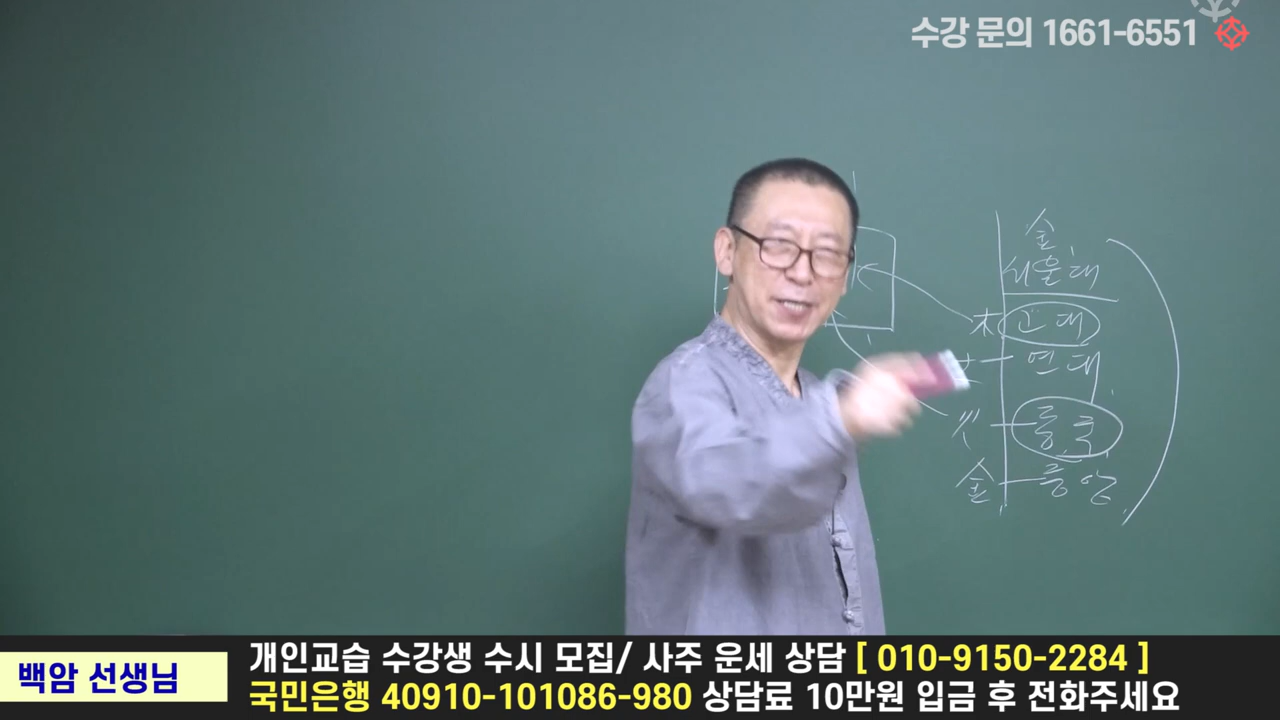 수강 문의 1661-6551
金
서울대
木 고대
연대
金
백암 선생님
개인교습 수강생 수시 모집/ 사주 운세 상담 [ 010-9150-2284 ]
국민은행 40910-101086-980 상담료 10만원 입금 후 전화주세요